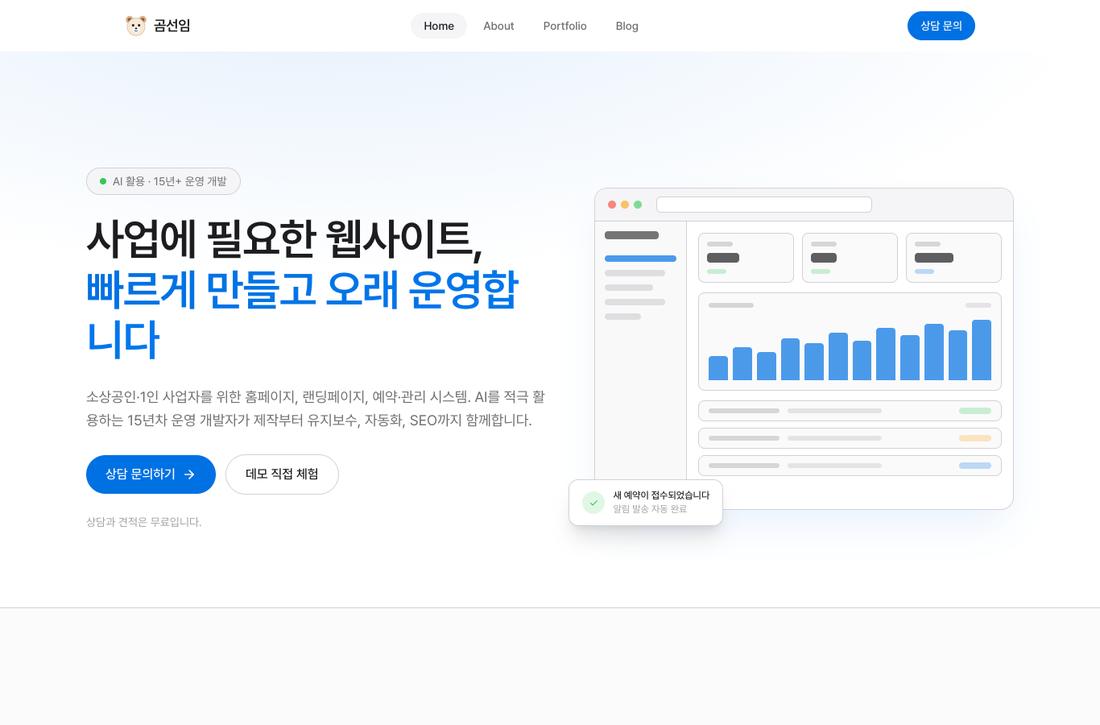 곰선임
Home
About
Portfolio
Blog
상담 문의
AI 활용 · 15년+ 운영 개발
사업에 필요한 웹사이트,
빠르게 만들고 오래 운영합
니다
소상공인·1인 사업자를 위한 홈페이지, 랜딩페이지, 예약·관리 시스템. AI를 적극 활
용하는 15년차 운영 개발자가 제작부터 유지보수, 자동화, SEO까지 함께합니다.
상담 문의하기
데모 직접 체험
상담과 견적은 무료입니다.
새 예약이 접수되었습니다
알림 발송 자동 완료